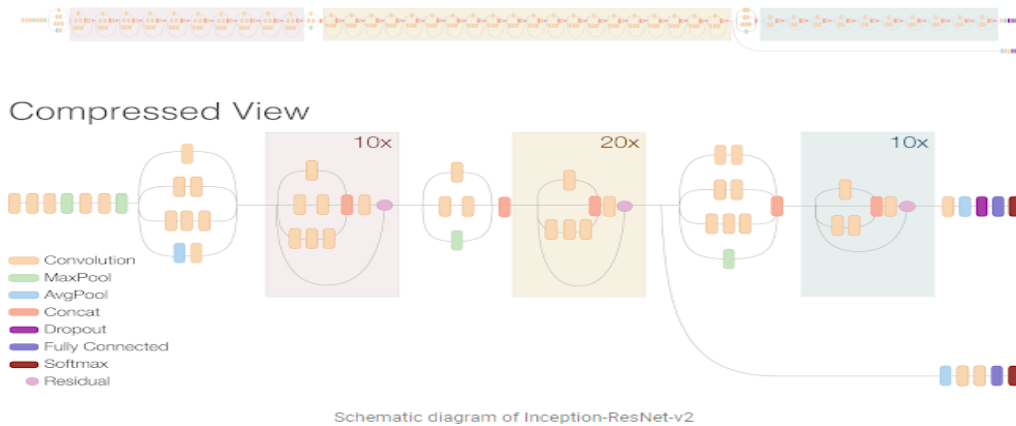 Compressed View
10x
20x
10x
Convolution
MaxPool
AvgPool
Concat
Dropout
Fully Connected
Softmax
Residual
Schematic diagram of Inception-ResNet-v2